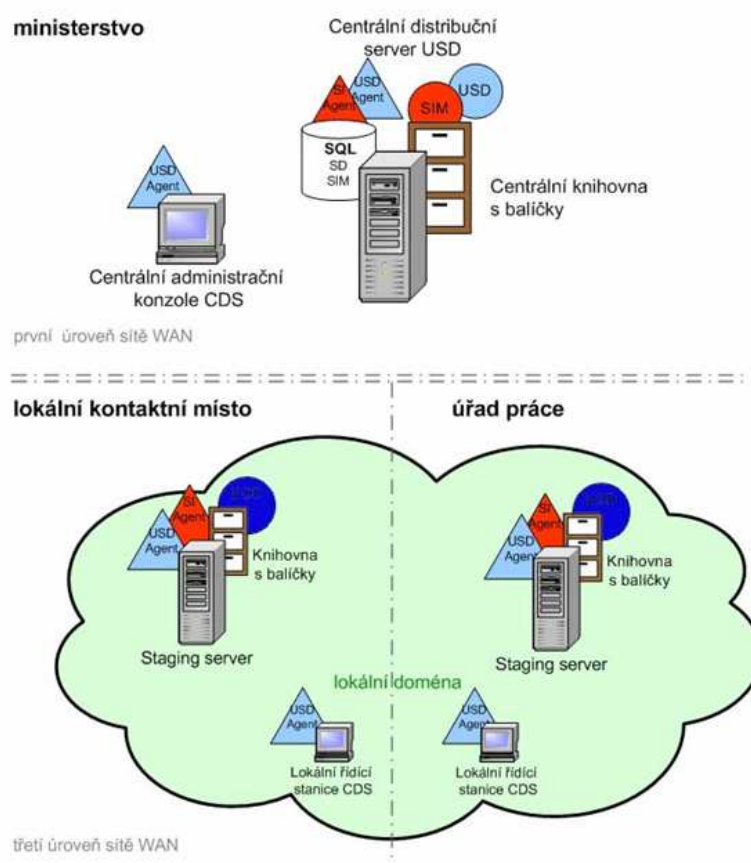 ministerstvo
Centrální distribuční
server USD
SI
Agent
USD
Agent
SIM
USD
SQL
SD
SIM
USD
Agent
Centrální knihovna
s balíčky
Centrální administrační
konzole CDS
první úroveň sítě WAN
lokální kontaktní místo
úřad práce
SI
Agent
USD
Agent
Knihovna
s balíčky
Staging server
SI
Agent
USD
Agent
Knihovna
s balíčky
Staging server
lokální doména
USD
Agent
Lokální řídící
stanice CDS
USD
Agent
Lokální řídící
stanice CDS
třetí úroveň sítě WAN